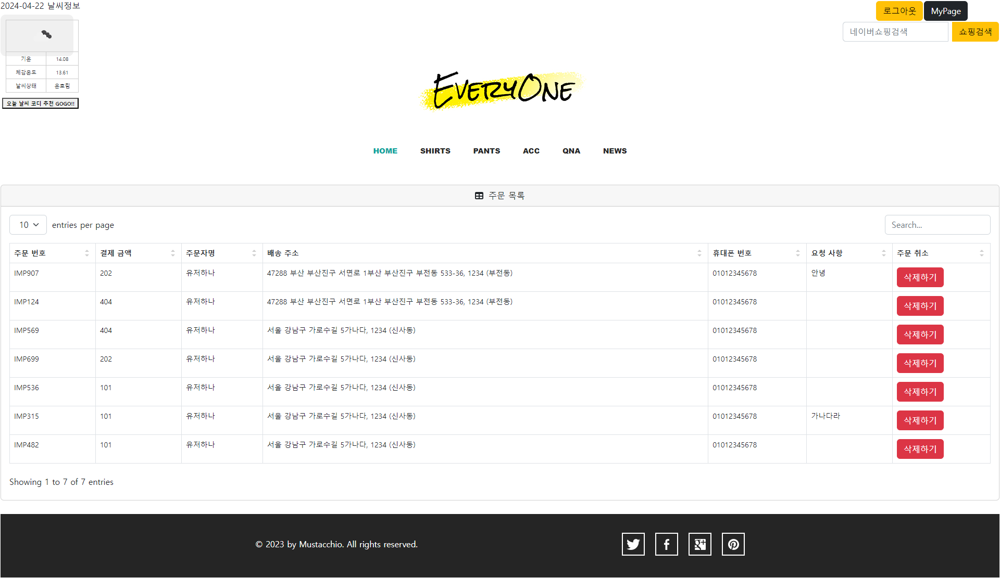 2024-04-22 날씨정보
로그아웃 MyPage
네이버쇼핑검색 쇼핑검색
기온 14.08
체감온도 13.61
날씨상태 온흐림
오늘 날씨 코디 추천 GOGO!!
EVERYONE
HOME SHIRTS PANTS ACC QNA NEWS
주문 목록
10 entries per page Search...
주문 번호 결제 금액 주문자명 배송 주소 휴대폰 번호 요청 사항 주문 취소
IMP907 202 유저하나 47288 부산 부산진구 서면로 1부산 부산진구 부전동 533-36, 1234 (부전동) 01012345678 안녕 삭제하기
IMP124 404 유저하나 47288 부산 부산진구 서면로 1부산 부산진구 부전동 533-36, 1234 (부전동) 01012345678 삭제하기
IMP569 404 유저하나 서울 강남구 가로수길 5가나다, 1234 (신사동) 01012345678 삭제하기
IMP699 202 유저하나 서울 강남구 가로수길 5가나다, 1234 (신사동) 01012345678 삭제하기
IMP536 101 유저하나 서울 강남구 가로수길 5가나다, 1234 (신사동) 01012345678 삭제하기
IMP315 101 유저하나 서울 강남구 가로수길 5가나다, 1234 (신사동) 01012345678 가나다라 삭제하기
IMP482 101 유저하나 서울 강남구 가로수길 5가나다, 1234 (신사동) 01012345678 삭제하기
Showing 1 to 7 of 7 entries
© 2023 by Mustacchio. All rights reserved.